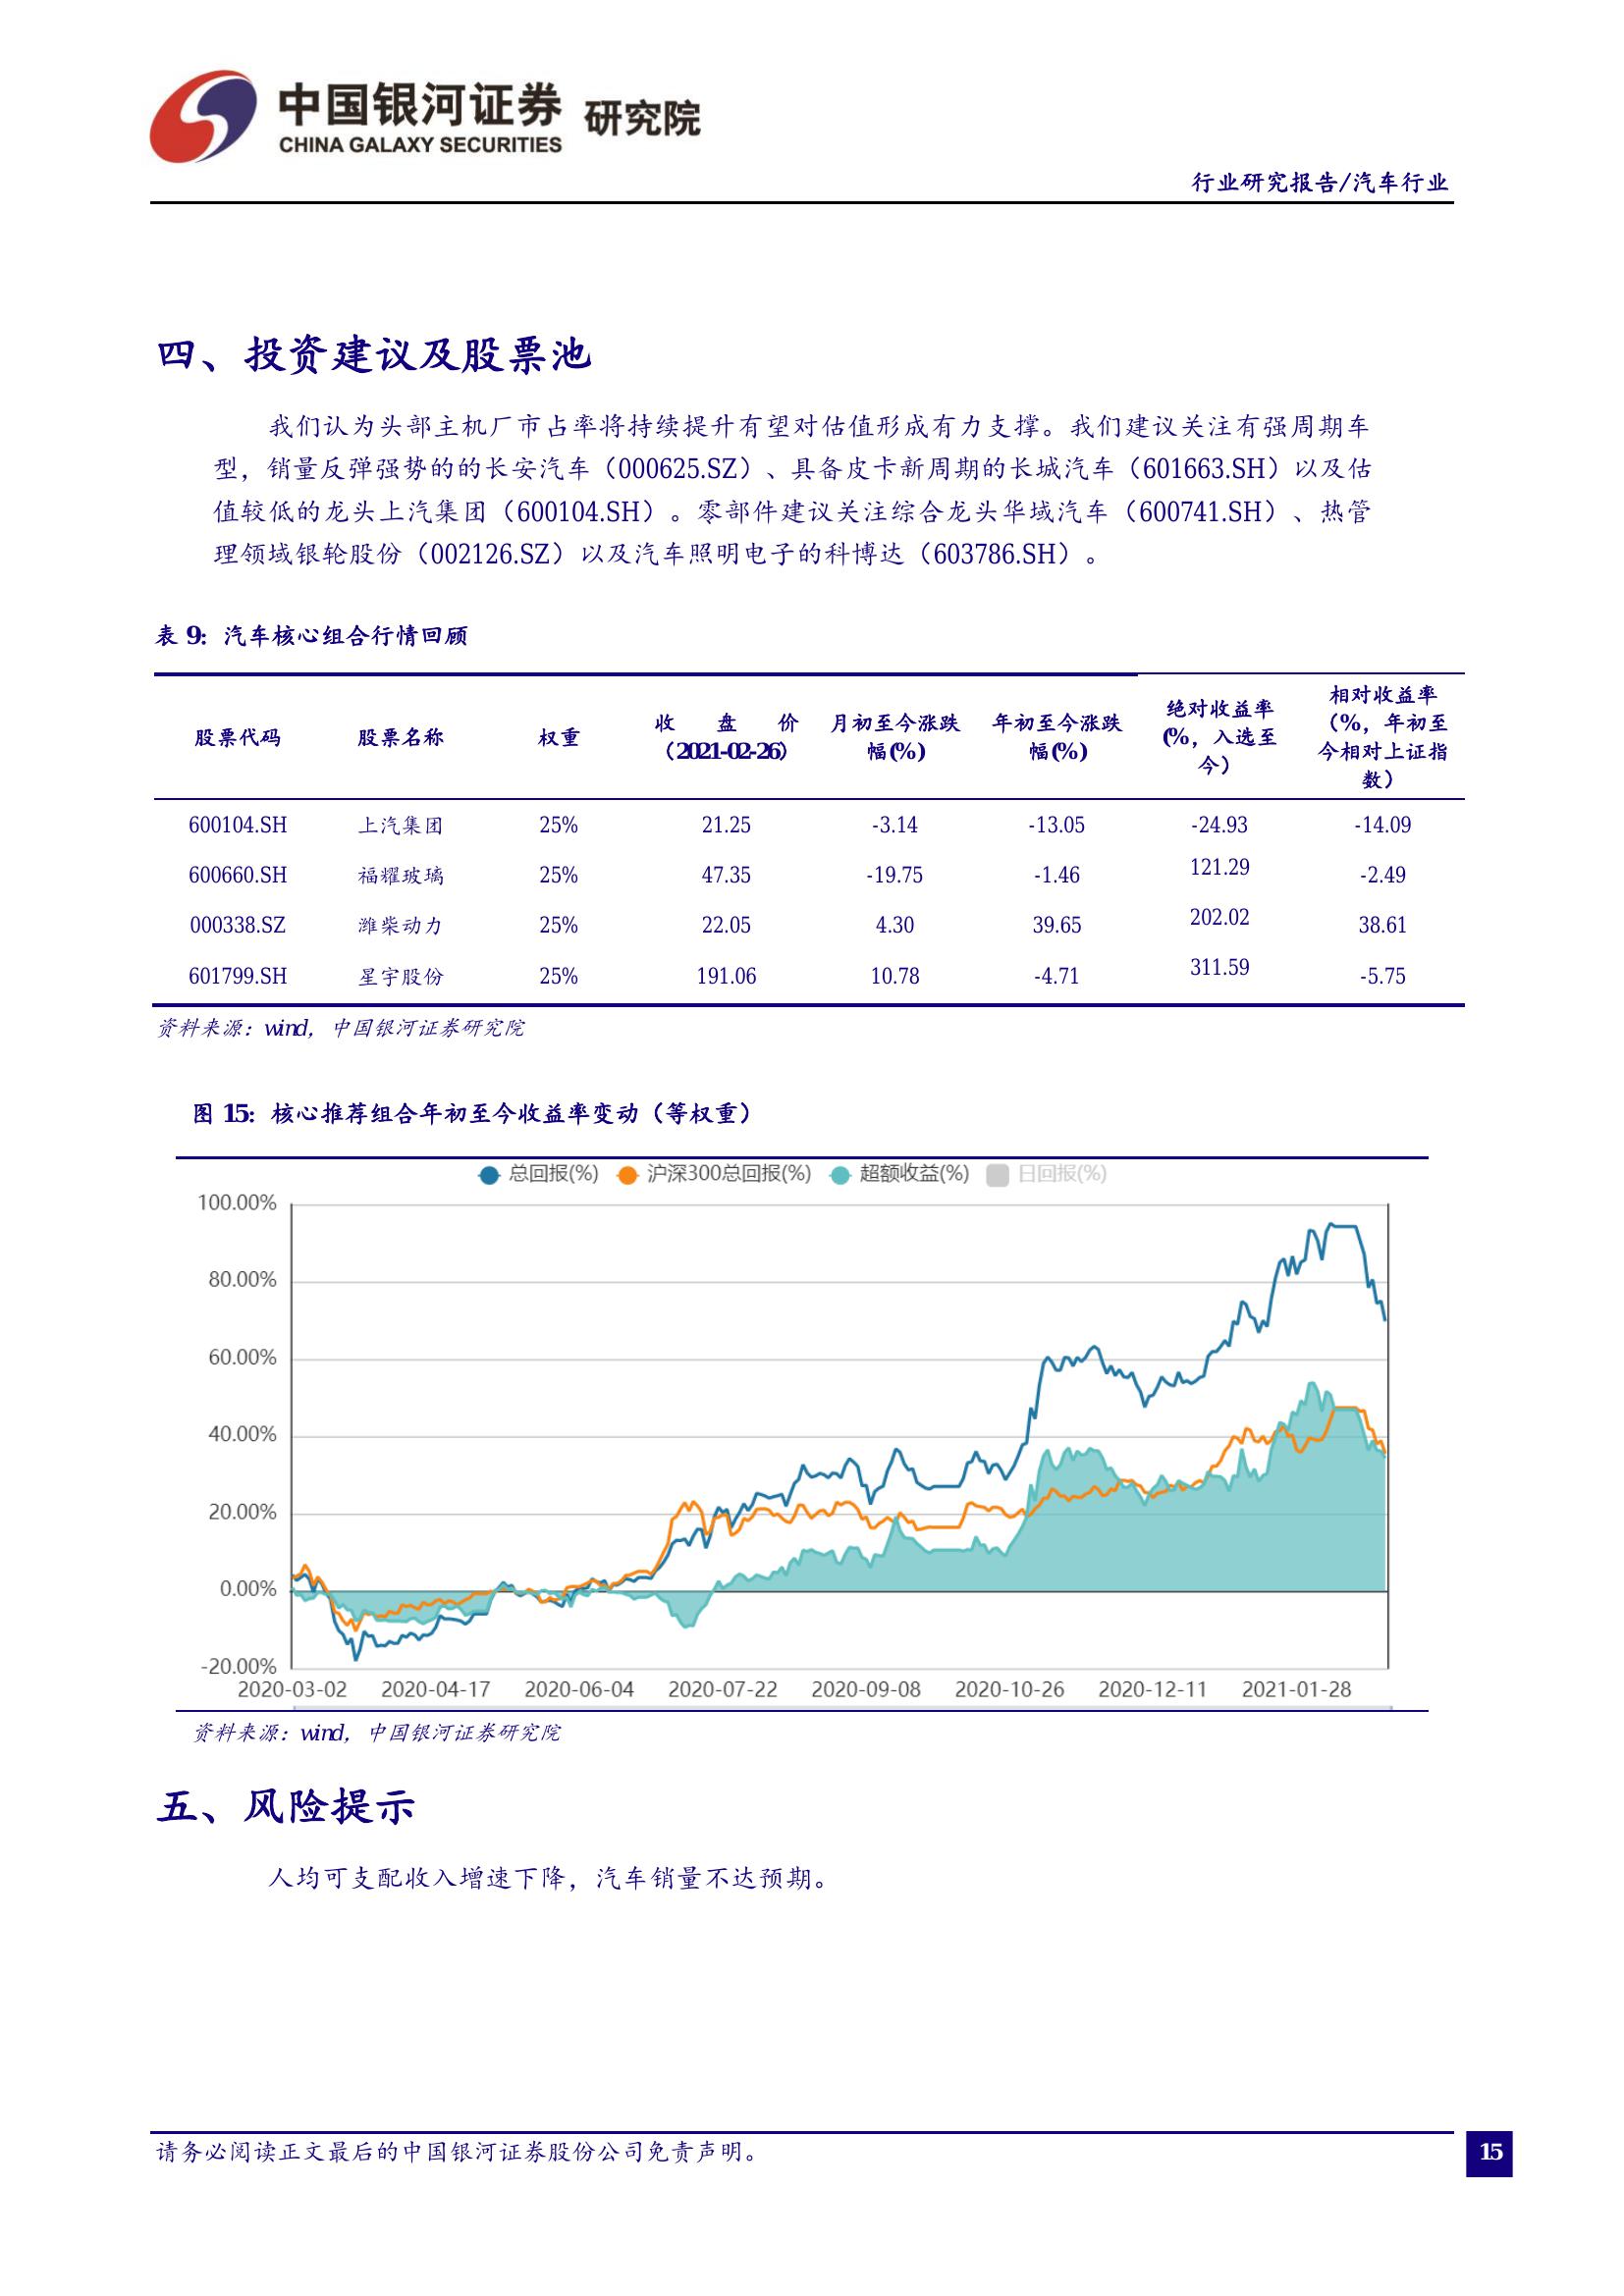 中国银河证券 研究院
CHINA GALAXY SECURITIES
行业研究报告/汽车行业
四、投资建议及股票池
我们认为头部主机厂市占率将持续提升有望对估值形成有力支撑。我们建议关注有强周期车
型，销量反弹强势的的长安汽车（000625.SZ）、具备皮卡新周期的长城汽车（601663.SH）以及估
值较低的龙头上汽集团（600104.SH）。零部件建议关注综合龙头华域汽车（600741.SH）、热管
理领域银轮股份（002126.SZ）以及汽车照明电子的科博达（603786.SH）。
表 9：汽车核心组合行情回顾
股票代码 股票名称 权重 收盘价（2021-02-26） 月初至今涨跌幅(%) 年初至今涨跌幅(%) 绝对收益率(%，入选至今） 相对收益率（%，年初至今相对上证指数）
600104.SH 上汽集团 25% 21.25 -3.14 -13.05 -24.93 -14.09
600660.SH 福耀玻璃 25% 47.35 -19.75 -1.46 121.29 -2.49
000338.SZ 潍柴动力 25% 22.05 4.30 39.65 202.02 38.61
601799.SH 星宇股份 25% 191.06 10.78 -4.71 311.59 -5.75
资料来源：wind，中国银河证券研究院
图 15：核心推荐组合年初至今收益率变动（等权重）
总回报(%) 沪深300总回报(%) 超额收益(%) 日回报(%)
100.00%
80.00%
60.00%
40.00%
20.00%
0.00%
-20.00%
2020-03-02 2020-04-17 2020-06-04 2020-07-22 2020-09-08 2020-10-26 2020-12-11 2021-01-28
资料来源：wind，中国银河证券研究院
五、风险提示
人均可支配收入增速下降，汽车销量不达预期。
请务必阅读正文最后的中国银河证券股份公司免责声明。
15